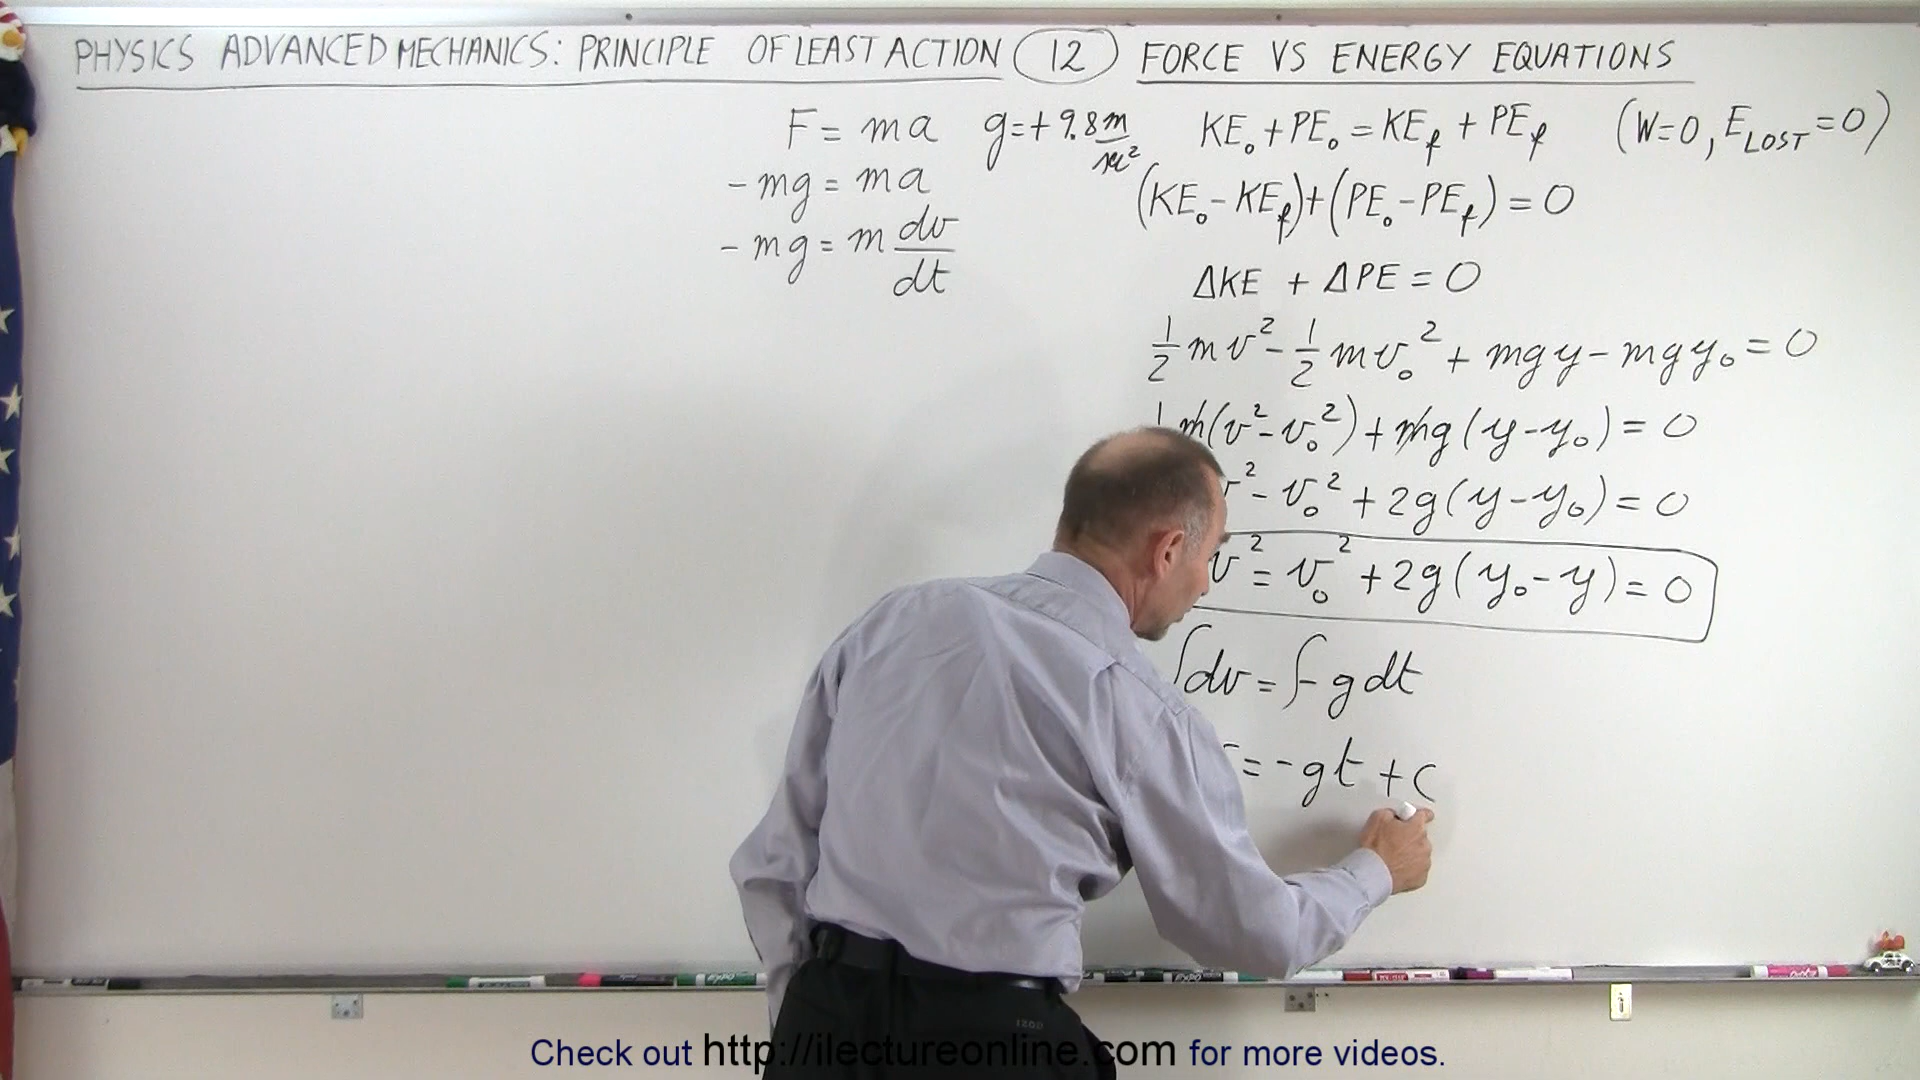 PHYSICS ADVANCED MECHANICS: PRINCIPLE OF LEAST ACTION (12) FORCE VS ENERGY EQUATIONS
F = ma g=+9.8 m/sec²
-mg = ma
-mg = m dv/dt
KE₀ + PE₀ = KE_f + PE_f (W=0, E_LOST=0)
(KE₀ - KE_f) + (PE₀ - PE_f) = 0
ΔKE + ΔPE = 0
1/2 mv² - 1/2 mv₀² + mgy - mgy₀ = 0
m(v² - v₀²) + mg(y - y₀) = 0
² - v₀² + 2g(y - y₀) = 0
v² = v₀² + 2g(y₀ - y) = 0
∫dv = ∫-g dt
= -gt + C
Check out http://ilectureonline.com for more videos.